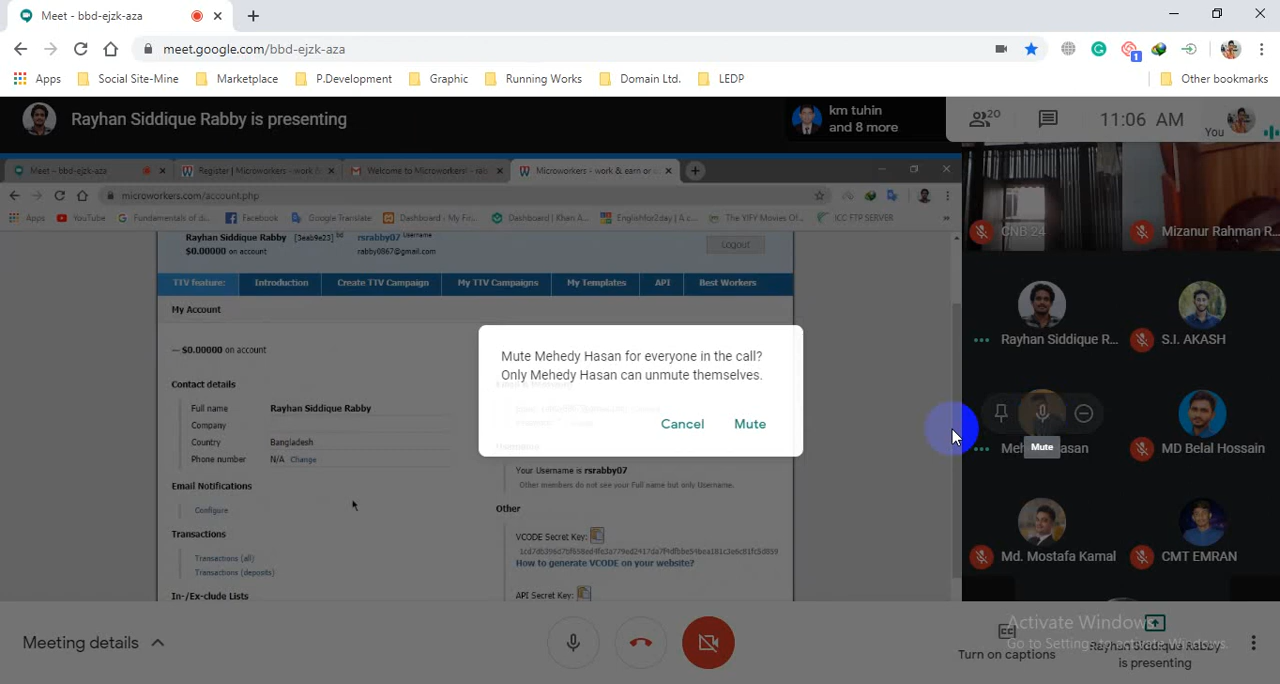 Meet - bbd-ejzk-aza
meet.google.com/bbd-ejzk-aza
1
Apps Social Site-Mine Marketplace P.Development Graphic Running Works Domain Ltd. LEDP Other bookmarks
Rayhan Siddique Rabby is presenting
km tuhin
and 8 more
20
11:06 AM
You
Meet - bbd-ejzk-aza Register | Microworkers - work & Welcome to Microworkers! - rab Microworkers - work & earn or
microworkers.com/account.php
Apps YouTube Fundamentals of di... Facebook Google Translate Dashboard - My Fir... Dashboard | Khan A... Englishfor2day | A c... The YIFY Movies Of... ICC FTP SERVER
Rayhan Siddique Rabby [3eab9e23] bd rsrabby07 Username
$0.00000 on account rabby0867@gmail.com
Logout
TTV feature: Introduction Create TTV Campaign My TTV Campaigns My Templates API Best Workers
My Account
— $0.00000 on account
Contact details
Full name Rayhan Siddique Rabby
Company
Country Bangladesh
Phone number N/A Change
Email Notifications
Configure
Transactions
Transactions (all)
Transactions (deposits)
In-/Ex-clude Lists
Mute Mehedy Hasan for everyone in the call?
Only Mehedy Hasan can unmute themselves.
Cancel Mute
Your Username is rsrabby07
Other members do not see your Full name but only Username.
Other
VCODE Secret Key:
How to generate VCODE on your website?
API Secret Key:
CNB 24
Mizanur Rahman R...
Rayhan Siddique R...
S.I. AKASH
Mute
MD Belal Hossain
Md. Mostafa Kamal
CMT EMRAN
Meeting details
Turn on captions
Rayhan Siddique Rabby
is presenting
Activate Windows
Go to Settings to activate Windows.